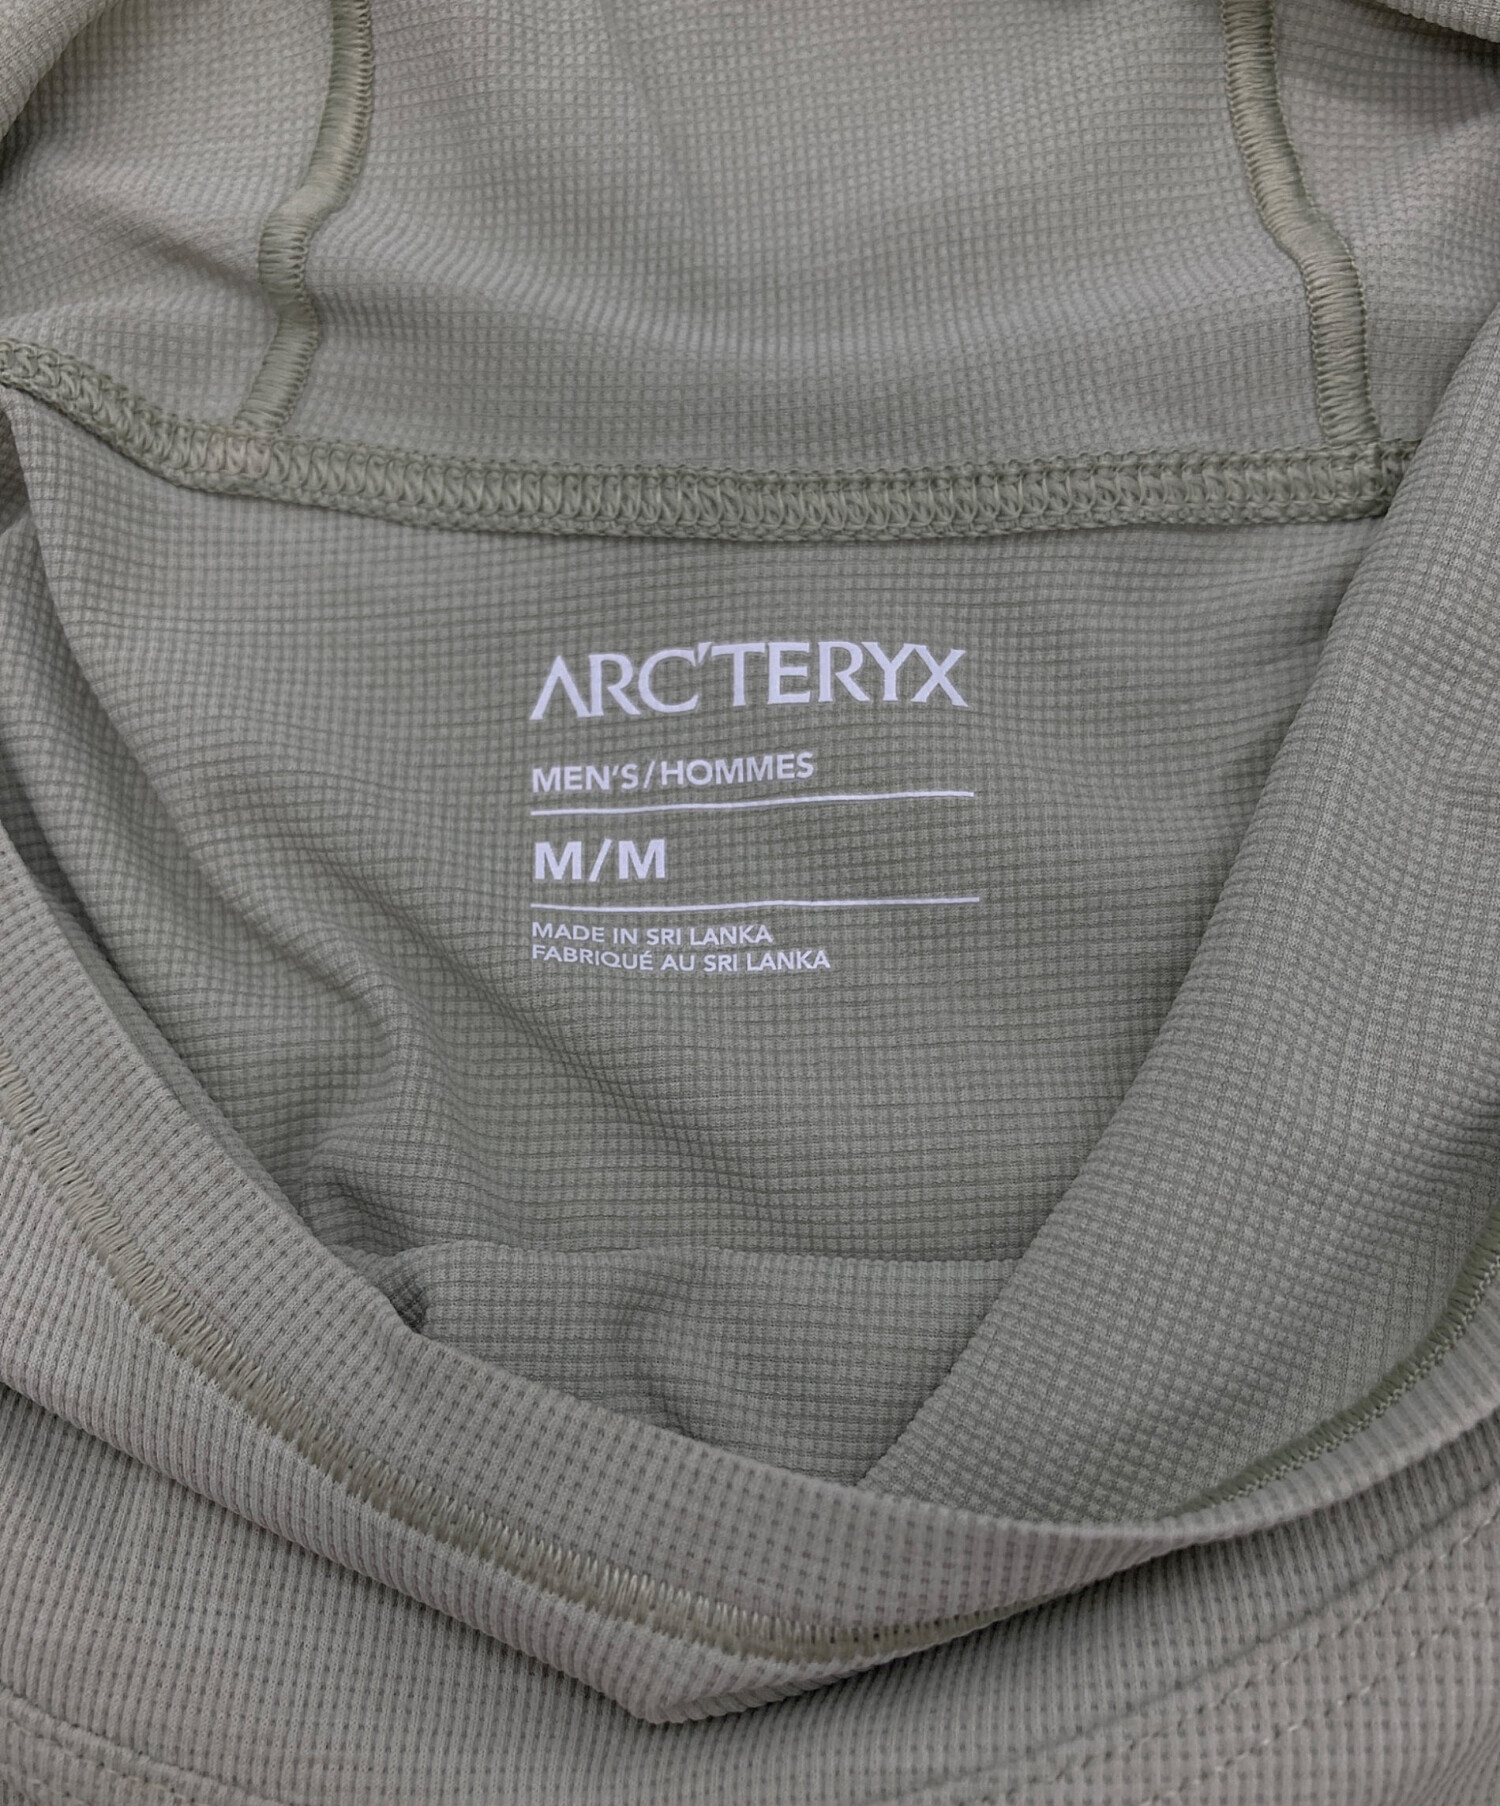 ARC'TERYX
MEN'S/HOMMES
M/M
MADE IN SRI LANKA
FABRIQUÉ AU SRI LANKA